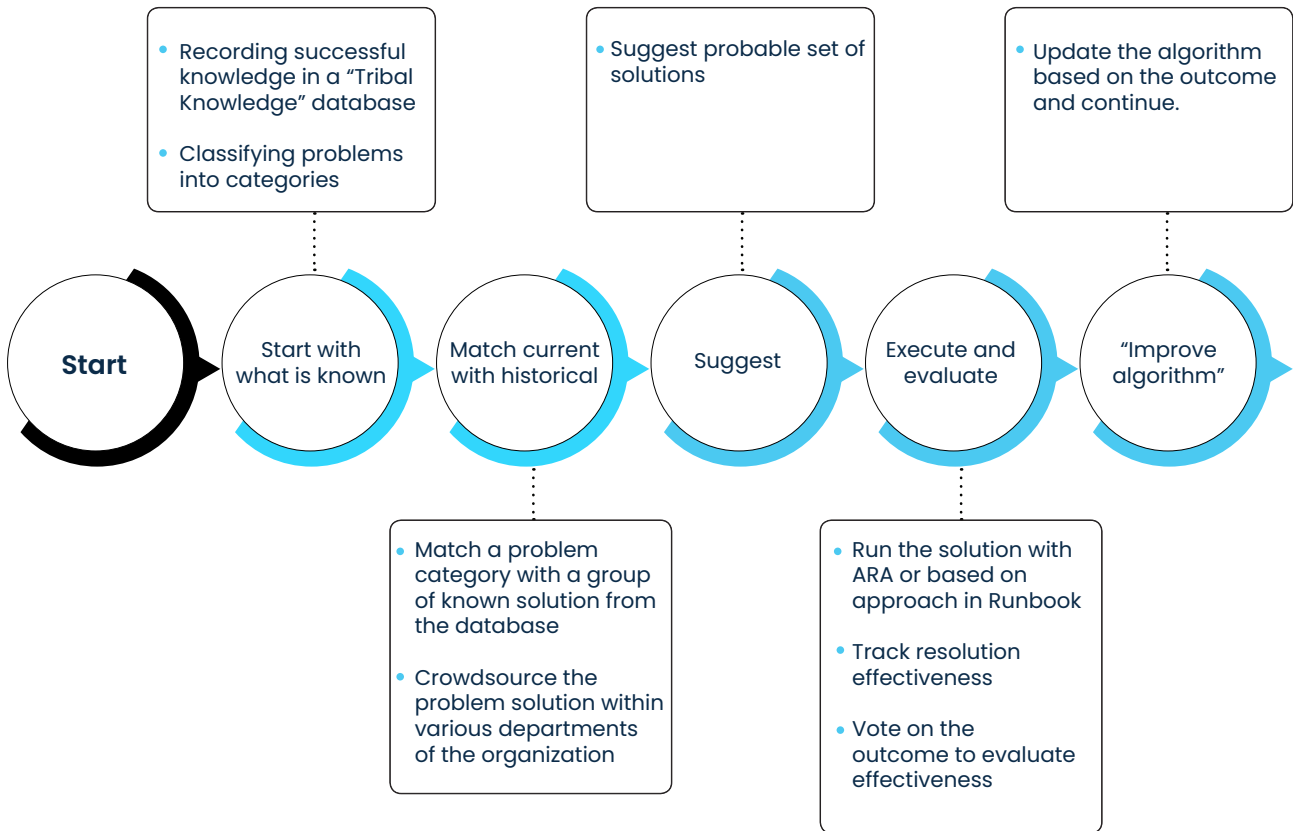 Recording successful
knowledge in a “Tribal
Knowledge” database
Classifying problems
into categories
Suggest probable set of
solutions
Update the algorithm
based on the outcome
and continue.
Start
Start with
what is known
Match current
with historical
Suggest
Execute and
evaluate
“Improve
algorithm”
Match a problem
category with a group
of known solution from
the database
Crowdsource the
problem solution within
various departments
of the organization
Run the solution with
ARA or based on
approach in Runbook
Track resolution
effectiveness
Vote on the
outcome to evaluate
effectiveness